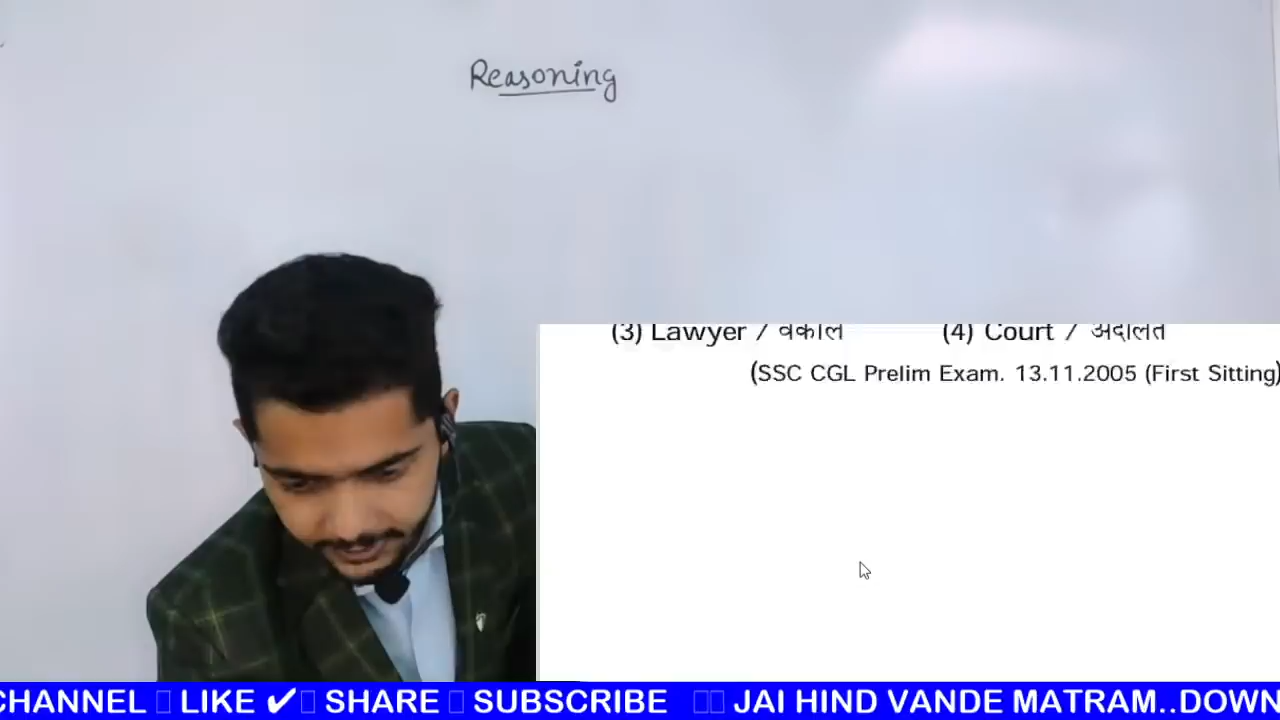 Reasoning
(3) Lawyer / वकील (4) Court / अदालत
(SSC CGL Prelim Exam. 13.11.2005 (First Sitting)
CHANNEL LIKE ✔ SHARE SUBSCRIBE JAI HIND VANDE MATRAM..DOWN